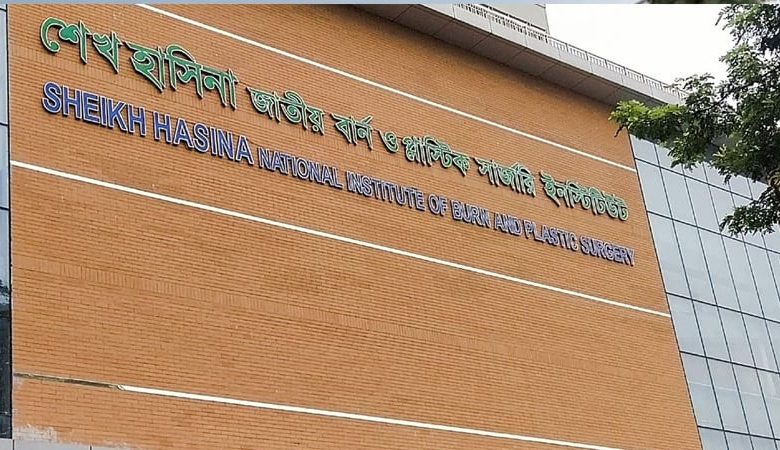 শেখ হাসিনা জাতীয় বার্ন ও প্লাস্টিক সার্জারি ইনস্টিটিউট
SHEIKH HASINA NATIONAL INSTITUTE OF BURN AND PLASTIC SURGERY